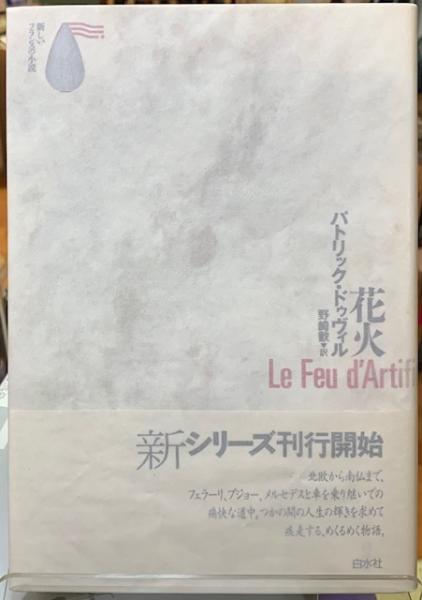 新しい
フランスの小説
パトリック・ドゥヴィル
花火
野崎歓▼訳
Le Feu d'Artifi
新シリーズ刊行開始
北欧から南仏まで、
フェラーリ、プジョー、メルセデスと車を乗り継いでの
痛快な道中。つかの間の人生の輝きを求めて
疾走する、めくるめく物語。
白水社